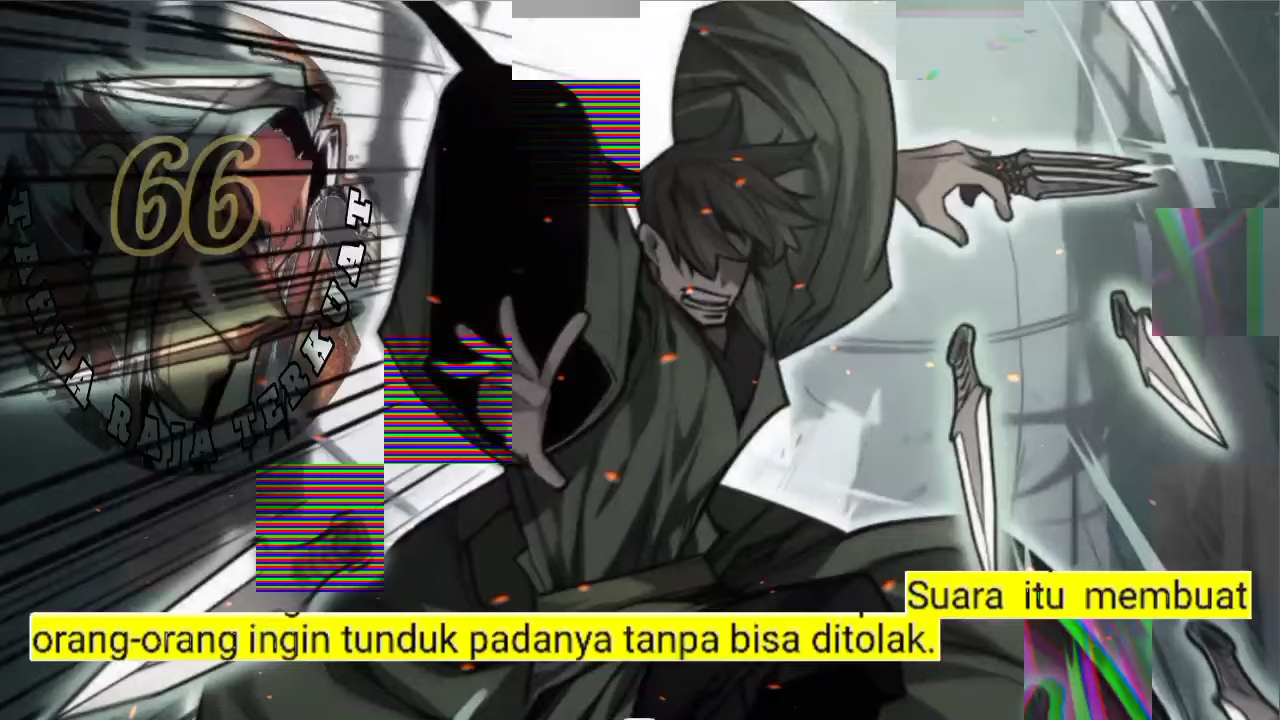 66
TAHTA RAJA TERKUAT
Suara itu membuat
orang-orang ingin tunduk padanya tanpa bisa ditolak.